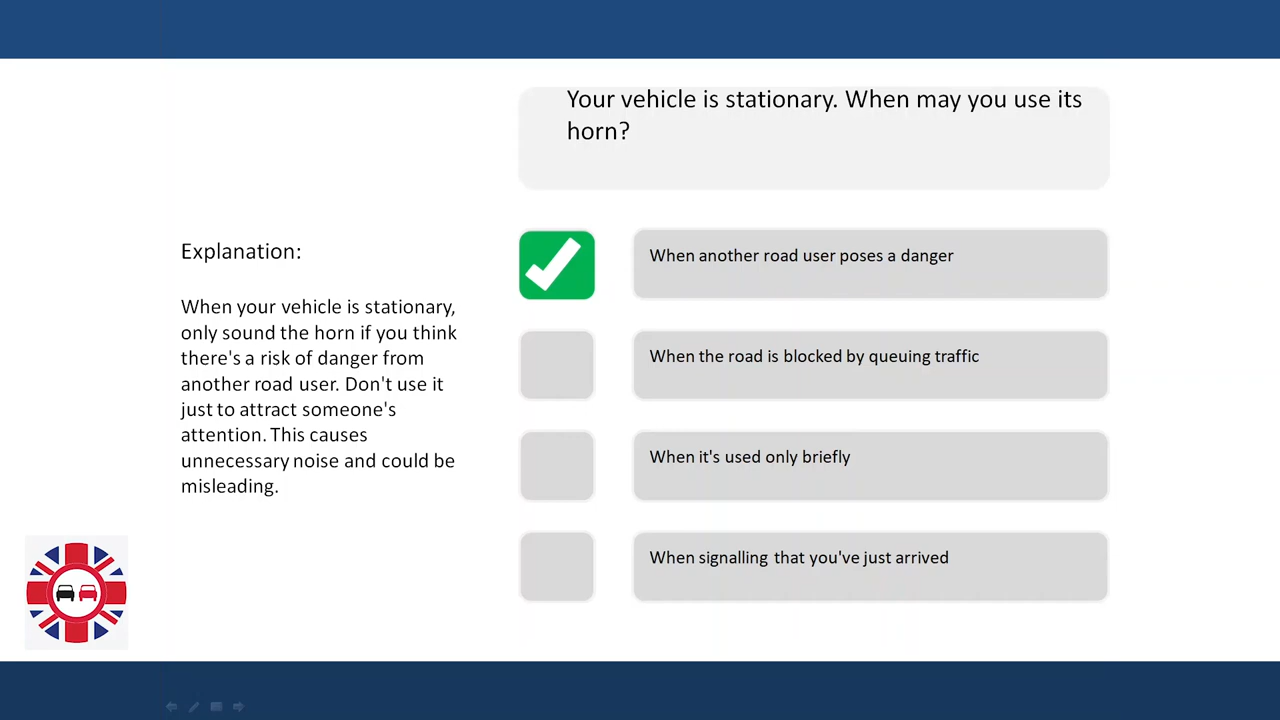 Your vehicle is stationary. When may you use its
horn?
Explanation:
When your vehicle is stationary,
only sound the horn if you think
there's a risk of danger from
another road user. Don't use it
just to attract someone's
attention. This causes
unnecessary noise and could be
misleading.
When another road user poses a danger
When the road is blocked by queuing traffic
When it's used only briefly
When signalling that you've just arrived